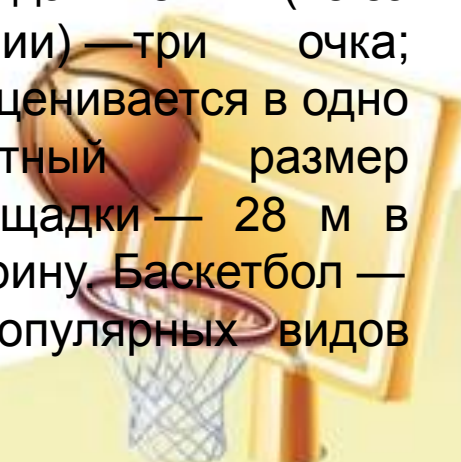 ии) —три очка;
ценивается в одно
тный размер
щадки — 28 м в
рину. Баскетбол —
опулярных видов